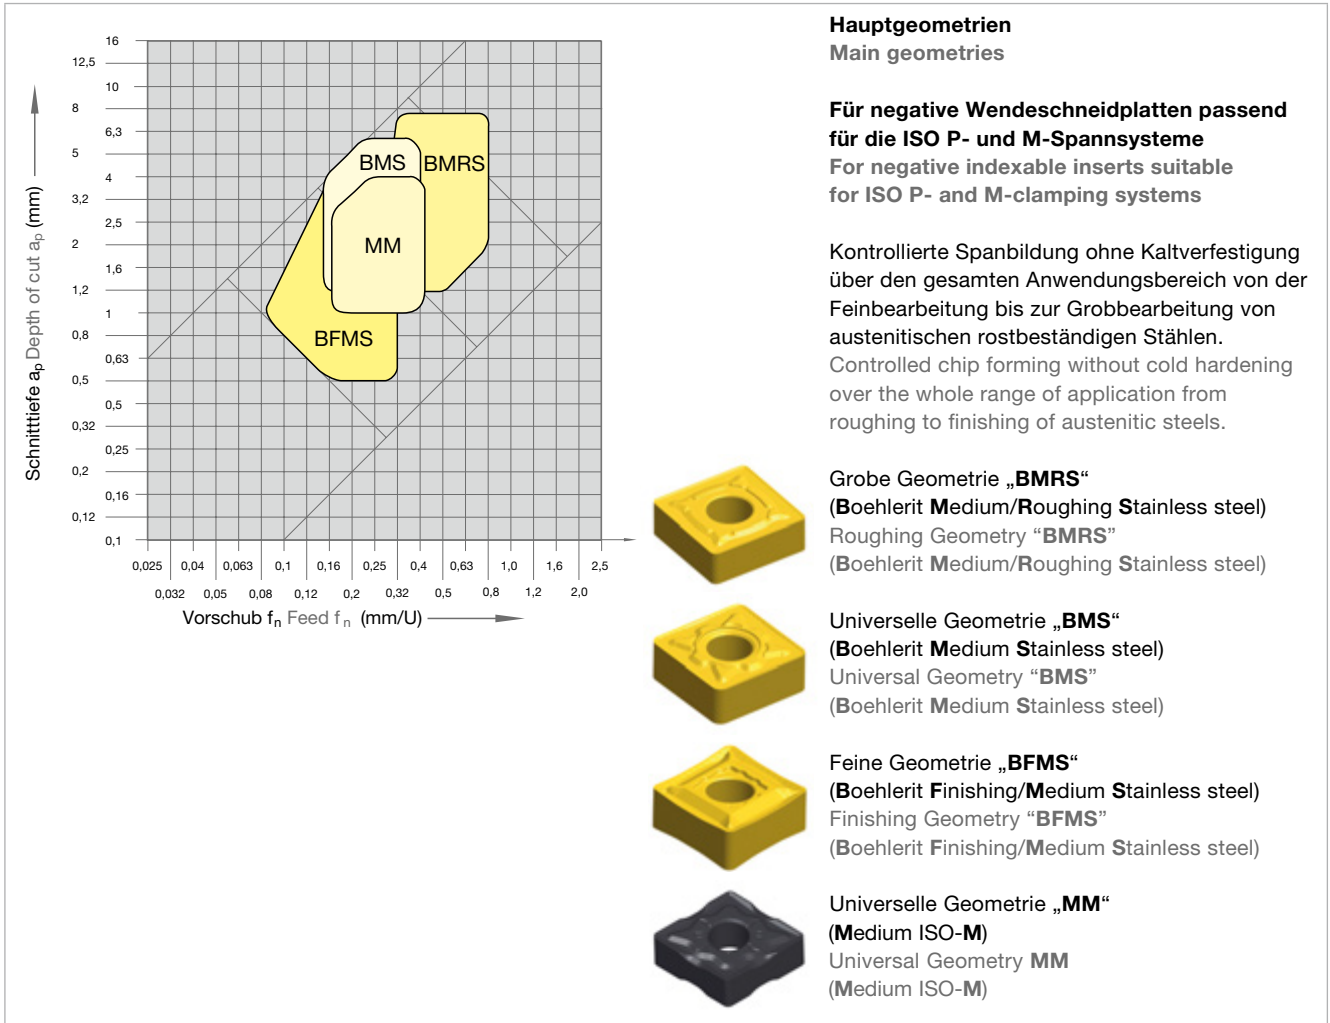 16
12,5
10
8
6,3
5
4
3,2
2,5
2
1,6
1,2
1
0,8
0,63
0,5
0,5
0,32
0,25
0,2
0,16
0,12
0,1
Schnitttiefe ap Depth of cut ap (mm)
BMS
BMRS
MM
BFMS
0,025 0,04 0,063 0,1 0,16 0,25 0,4 0,63 1,0 1,6 2,5
0,032 0,05 0,08 0,12 0,2 0,32 0,5 0,8 1,2 2,0
Vorschub fn Feed fn (mm/U)
Hauptgeometrien
Main geometries
Für negative Wendeschneidplatten passend
für die ISO P- und M-Spannsysteme
For negative indexable inserts suitable
for ISO P- and M-clamping systems
Kontrollierte Spanbildung ohne Kaltverfestigung
über den gesamten Anwendungsbereich von der
Feinbearbeitung bis zur Grobbearbeitung von
austenitischen rostbeständigen Stählen.
Controlled chip forming without cold hardening
over the whole range of application from
roughing to finishing of austenitic steels.
Grobe Geometrie „BMRS“
(Boehlerit Medium/Roughing Stainless steel)
Roughing Geometry “BMRS”
(Boehlerit Medium/Roughing Stainless steel)
Universelle Geometrie „BMS“
(Boehlerit Medium Stainless steel)
Universal Geometry “BMS”
(Boehlerit Medium Stainless steel)
Feine Geometrie „BFMS“
(Boehlerit Finishing/Medium Stainless steel)
Finishing Geometry “BFMS”
(Boehlerit Finishing/Medium Stainless steel)
Universelle Geometrie „MM“
(Medium ISO-M)
Universal Geometry MM
(Medium ISO-M)